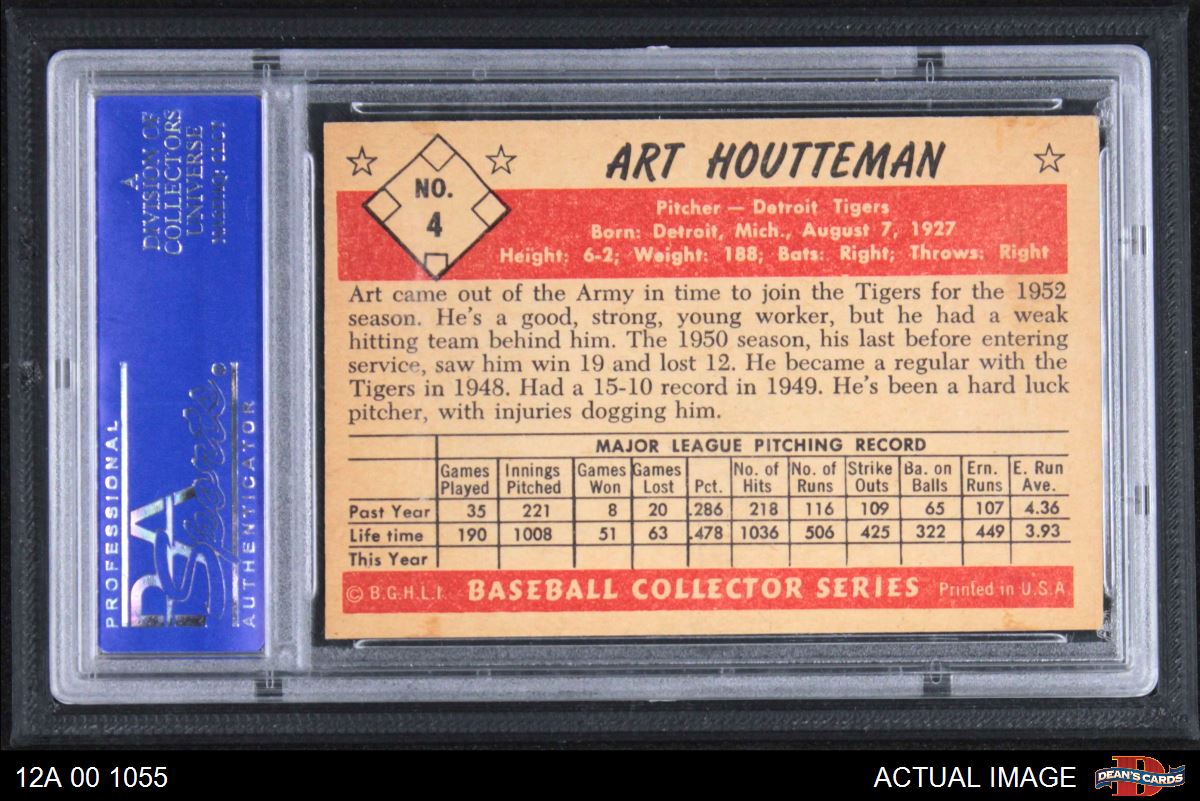 A
DIVISION OF
COLLECTORS
UNIVERSE
NASDAQ: CLCT
PROFESSIONAL
PSA
Sports®
AUTHENTICATOR
NO.
4
ART HOUTTEMAN
Pitcher — Detroit Tigers
Born: Detroit, Mich., August 7, 1927
Height: 6-2; Weight: 188; Bats: Right; Throws: Right
Art came out of the Army in time to join the Tigers for the 1952
season. He's a good, strong, young worker, but he had a weak
hitting team behind him. The 1950 season, his last before entering
service, saw him win 19 and lost 12. He became a regular with the
Tigers in 1948. Had a 15-10 record in 1949. He's been a hard luck
pitcher, with injuries dogging him.
MAJOR LEAGUE PITCHING RECORD
Games Played Innings Pitched Games Won Games Lost Pct. No. of Hits No. of Runs Strike Outs Ba. on Balls Ern. Runs E. Run Ave.
Past Year 35 221 8 20 .286 218 116 109 65 107 4.36
Life time 190 1008 51 63 .478 1036 506 425 322 449 3.93
This Year
© B.G.H.L.I. BASEBALL COLLECTOR SERIES Printed in U.S.A
12A 00 1055
ACTUAL IMAGE
DEAN'S CARDS